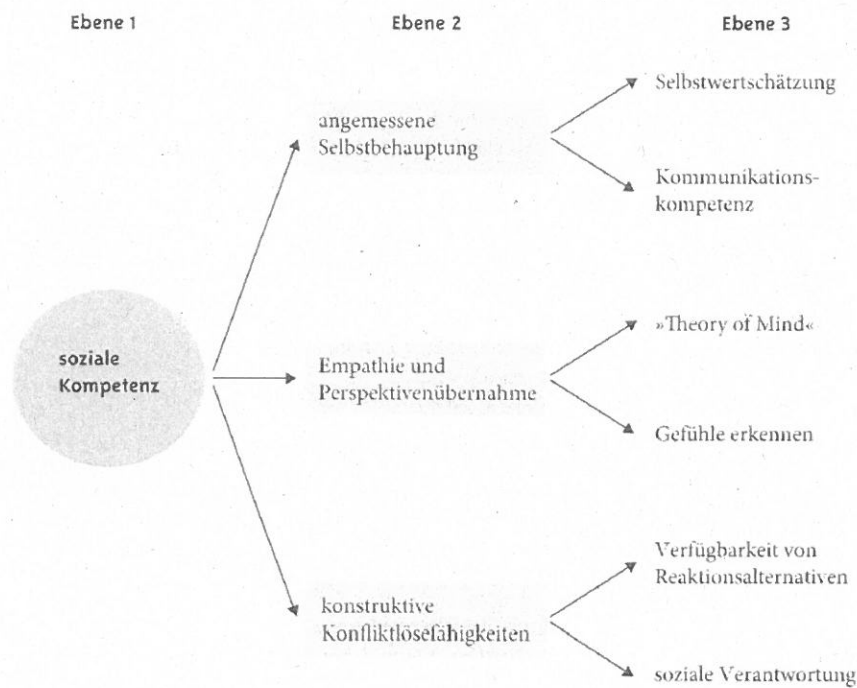 Ebene 1
Ebene 2
Ebene 3
soziale
Kompetenz
angemessene
Selbstbehauptung
Selbstwertschätzung
Kommunikations-
kompetenz
Empathie und
Perspektivenübernahme
»Theory of Mind«
Gefühle erkennen
konstruktive
Konfliktlösefähigkeiten
Verfügbarkeit von
Reaktionsalternativen
soziale Verantwortung